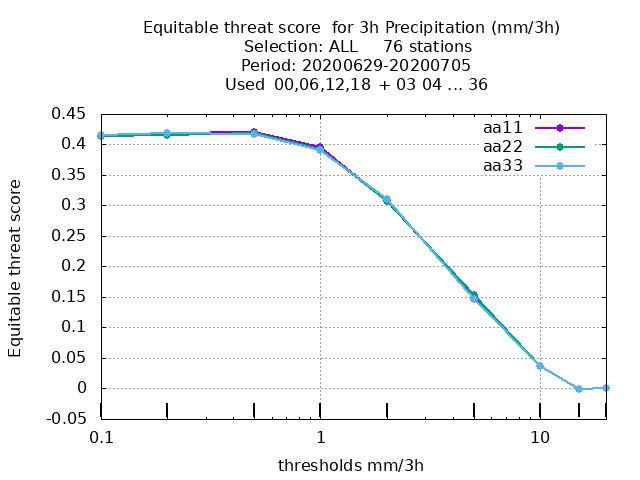 Equitable threat score  for 3h Precipitation (mm/3h)
Selection: ALL     76 stations
Period: 20200629-20200705
Used  00,06,12,18  + 03 04 ... 36
aa11
aa22
aa33
Equitable threat score
0.45
0.4
0.35
0.3
0.25
0.2
0.15
0.1
0.05
0
-0.05
0.1
1
10
thresholds mm/3h